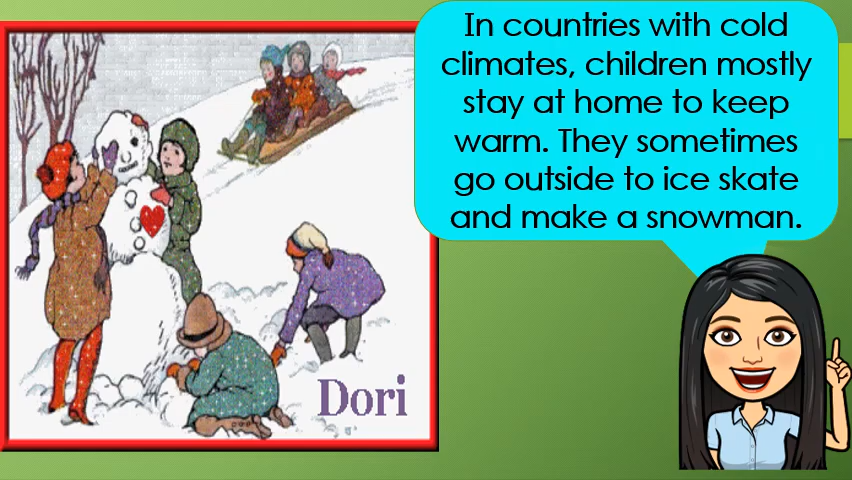 In countries with cold
climates, children mostly
stay at home to keep
warm. They sometimes
go outside to ice skate
and make a snowman.
Dori